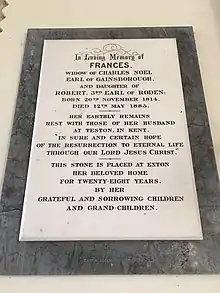 In Loving Memory of
FRANCES,
WIDOW OF CHARLES NOEL
EARL OF GAINSBOROUGH,
AND DAUGHTER OF
ROBERT, 3RD EARL OF RODEN;
BORN 20TH NOVEMBER 1814.
DIED 12TH MAY 1885.
HER EARTHLY REMAINS
REST WITH THOSE OF HER HUSBAND
AT TESTON, IN KENT.
"IN SURE AND CERTAIN HOPE
OF THE RESURRECTION TO ETERNAL LIFE
THROUGH OUR LORD JESUS CHRIST."
THIS STONE IS PLACED AT EXTON
HER BELOVED HOME
FOR TWENTY-EIGHT YEARS,
BY HER
GRATEFUL AND SORROWING CHILDREN
AND GRAND-CHILDREN.